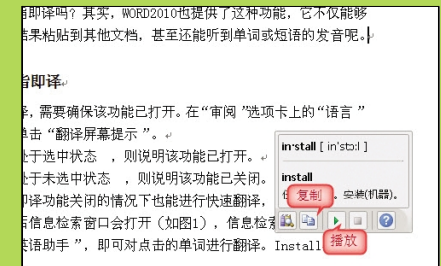 即译吗？其实，WORD2010也提供了这种功能，它不仅能够
结果粘贴到其他文档，甚至还能听到单词或短语的发音呢。
指即译。
，需要确保该功能已打开。在“审阅”选项卡上的“语言”
单击“翻译屏幕提示”。
处于选中状态 ，则说明该功能已打开。
处于未选中状态 ，则说明该功能已关闭。
即译功能关闭的情况下也能进行快速翻译，
信息检索窗口会打开（如图1），信息检索
英语助手”，即可对点击的单词进行翻译。Install
in·stall [ in'stɔ:l ]
install
复制
。安装(机器)。
播放